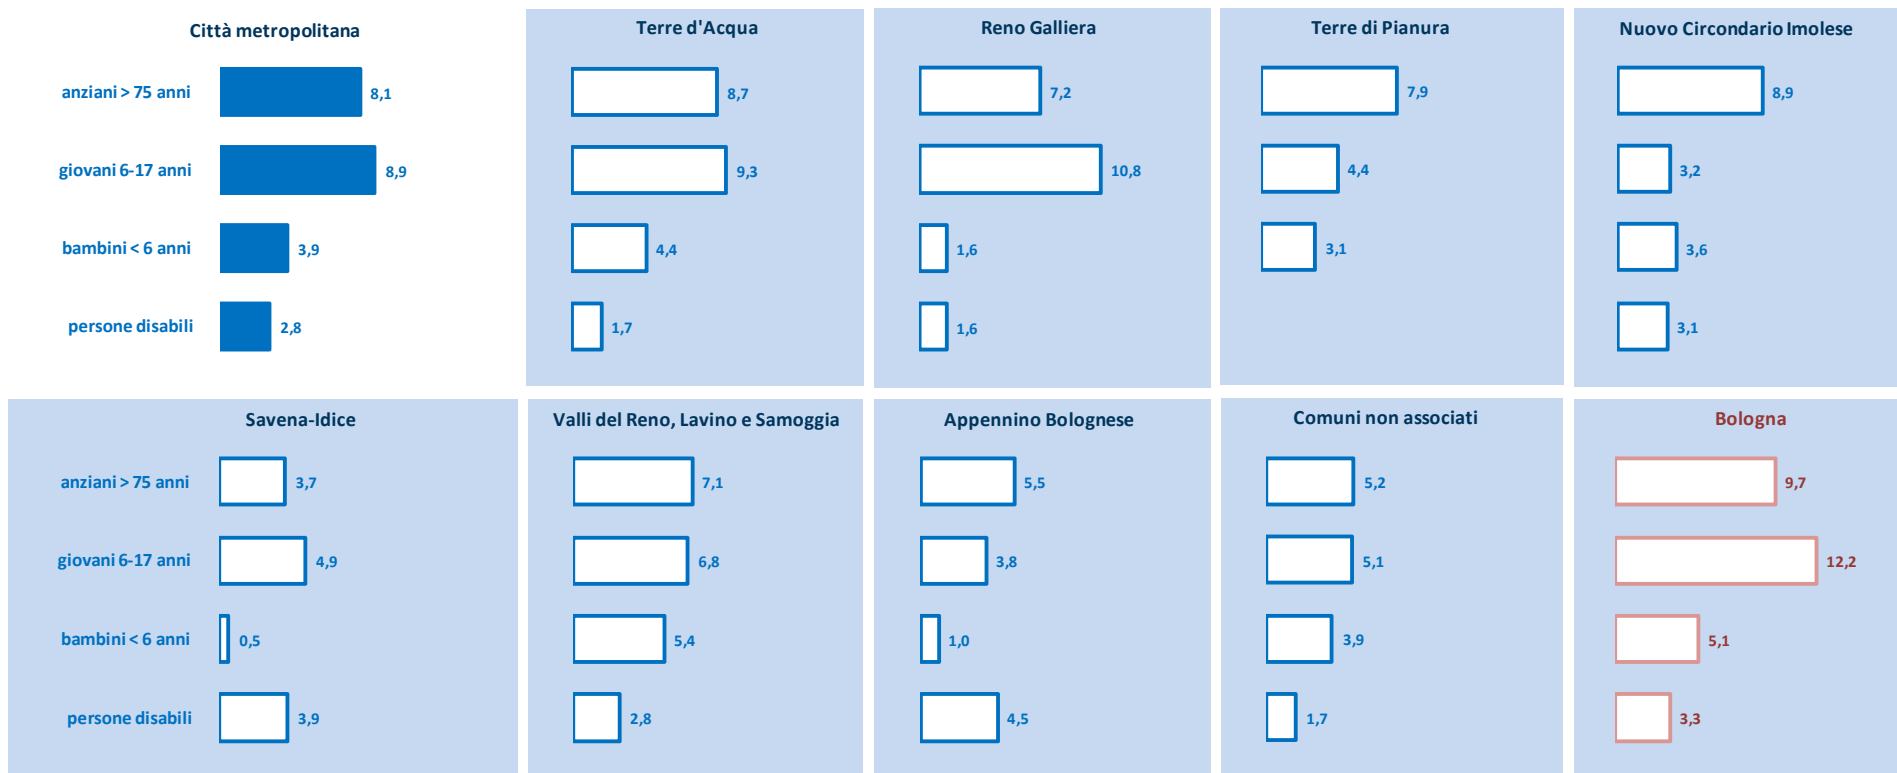 Città metropolitana
anziani > 75 anni 8,1
giovani 6-17 anni 8,9
bambini < 6 anni 3,9
persone disabili 2,8
Terre d'Acqua
8,7
9,3
4,4
1,7
Reno Galliera
7,2
10,8
1,6
1,6
Terre di Pianura
7,9
4,4
3,1
Nuovo Circondario Imolese
8,9
3,2
3,6
3,1
Savena-Idice
anziani > 75 anni 3,7
giovani 6-17 anni 4,9
bambini < 6 anni 0,5
persone disabili 3,9
Valli del Reno, Lavino e Samoggia
7,1
6,8
5,4
2,8
Appennino Bolognese
5,5
3,8
1,0
4,5
Comuni non associati
5,2
5,1
3,9
1,7
Bologna
9,7
12,2
5,1
3,3